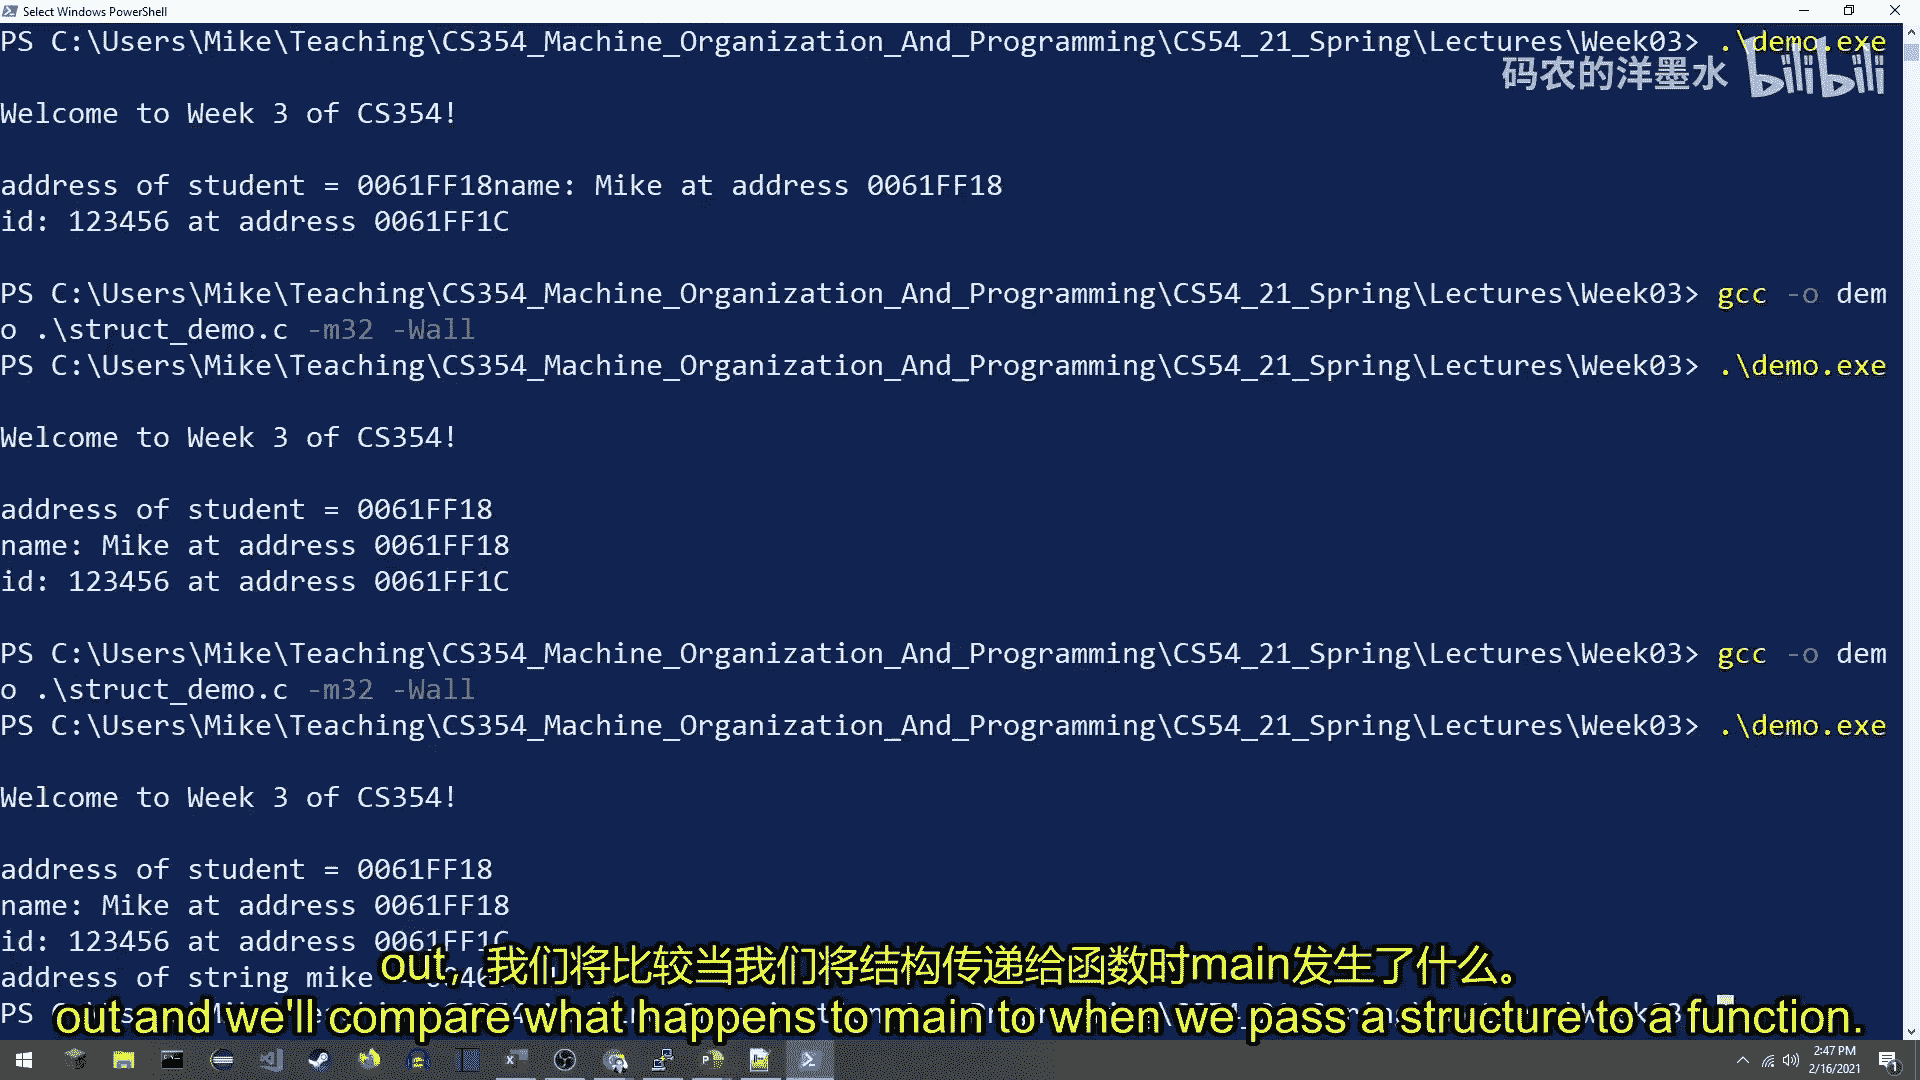 Select Windows PowerShell
PS C:\Users\Mike\Teaching\CS354_Machine_Organization_And_Programming\CS54_21_Spring\Lectures\Week03> .\demo.exe
码农的洋墨水 bilibili
Welcome to Week 3 of CS354!
address of student = 0061FF18name: Mike at address 0061FF18
id: 123456 at address 0061FF1C
PS C:\Users\Mike\Teaching\CS354_Machine_Organization_And_Programming\CS54_21_Spring\Lectures\Week03> gcc -o dem
o .\struct_demo.c -m32 -Wall
PS C:\Users\Mike\Teaching\CS354_Machine_Organization_And_Programming\CS54_21_Spring\Lectures\Week03> .\demo.exe
Welcome to Week 3 of CS354!
address of student = 0061FF18
name: Mike at address 0061FF18
id: 123456 at address 0061FF1C
PS C:\Users\Mike\Teaching\CS354_Machine_Organization_And_Programming\CS54_21_Spring\Lectures\Week03> gcc -o dem
o .\struct_demo.c -m32 -Wall
PS C:\Users\Mike\Teaching\CS354_Machine_Organization_And_Programming\CS54_21_Spring\Lectures\Week03> .\demo.exe
Welcome to Week 3 of CS354!
address of student = 0061FF18
name: Mike at address 0061FF18
id: 123456 at address 0061FF1C
address of string mike
out, 我们将比较当我们将结构传递给函数时main发生了什么。
PS
out and we'll compare what happens to main to when we pass a structure to a function.
2:47 PM
2/16/2021